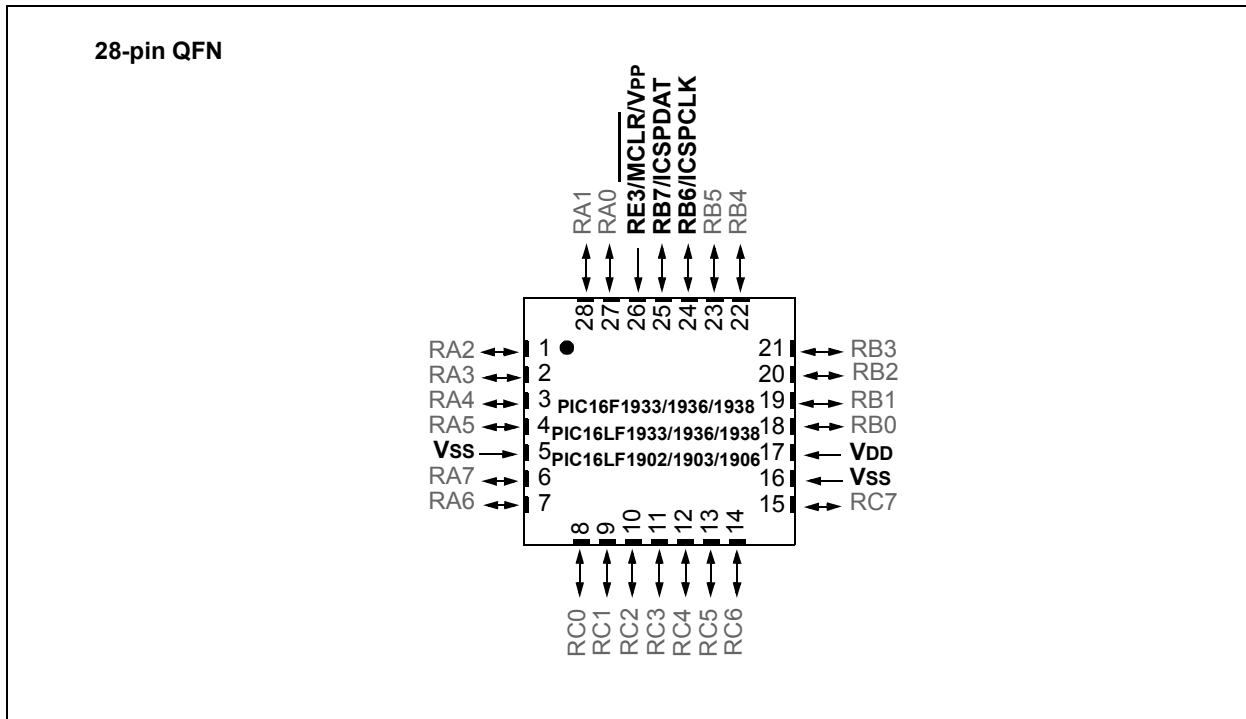 28-pin QFN
RA1
RA0
RE3/MCLR/VPP
RB7/ICSPDAT
RB6/ICSPCLK
RB5
RB4
28
27
26
25
24
23
22
RA2 1
RA3 2
RA4 3
RA5 4
VSS 5
RA6 7
RA7 6
21 RB3
20 RB2
19 RB1
18 RB0
17 VDD
16 VSS
15 RC7
PIC16F1933/1936/1938
PIC16LF1933/1936/1938
PIC16LF1902/1903/1906
8
9
10
11
12
13
14
RC0
RC1
RC2
RC3
RC4
RC5
RC6